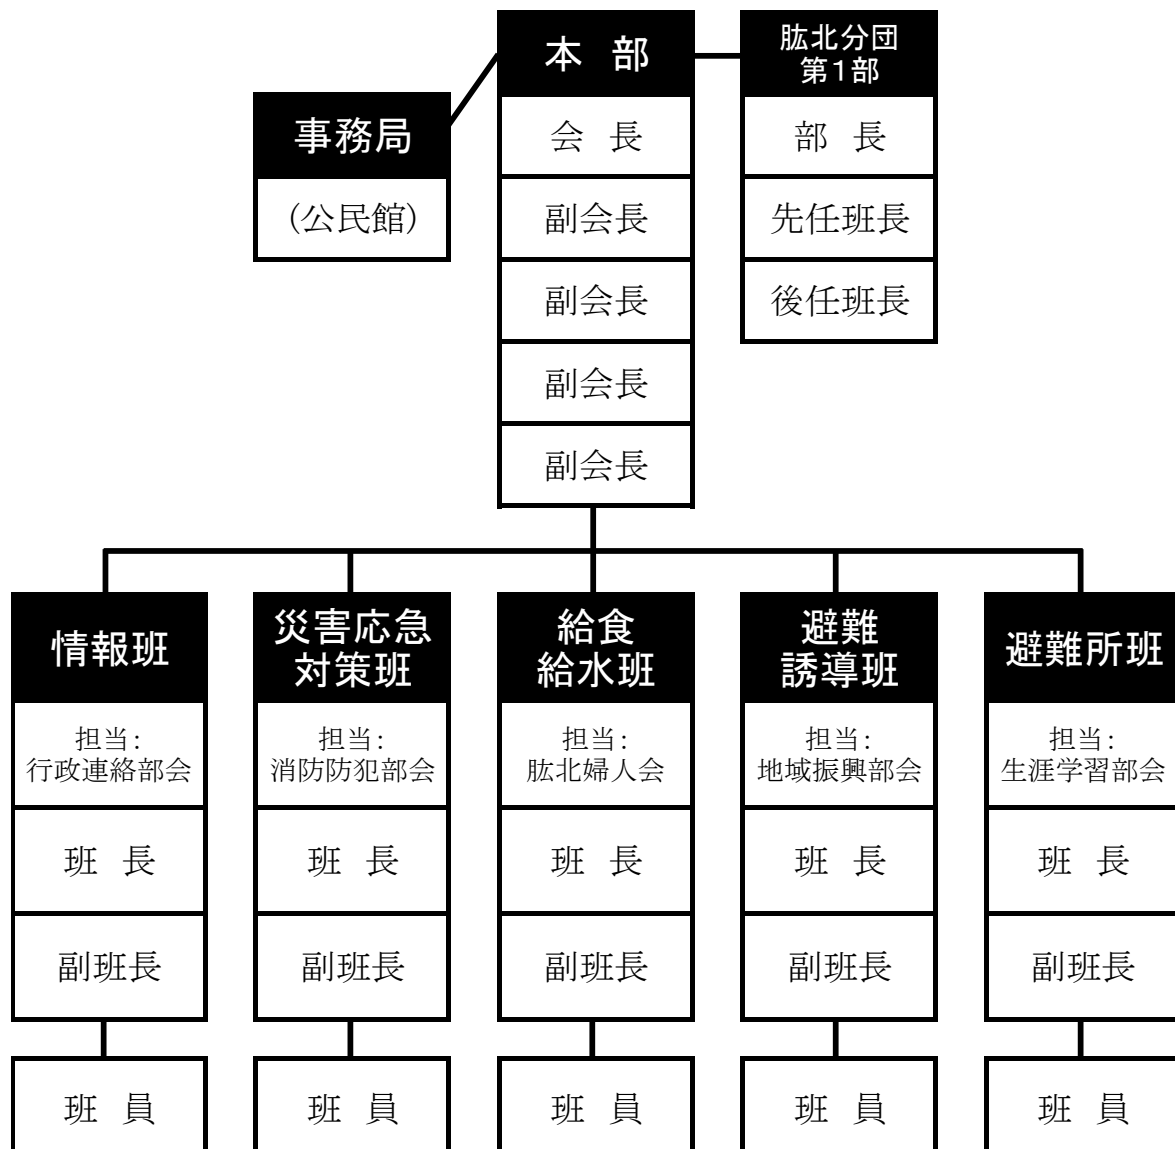 本 部
会 長
副会長
副会長
副会長
副会長
肱北分団
第1部
部 長
先任班長
後任班長
事務局
(公民館)
情報班
担当:
行政連絡部会
班 長
副班長
班 員
災害応急
対策班
担当:
消防防犯部会
班 長
副班長
班 員
給食
給水班
担当:
肱北婦人会
班 長
副班長
班 員
避難
誘導班
担当:
地域振興部会
班 長
副班長
班 員
避難所班
担当:
生涯学習部会
班 長
副班長
班 員